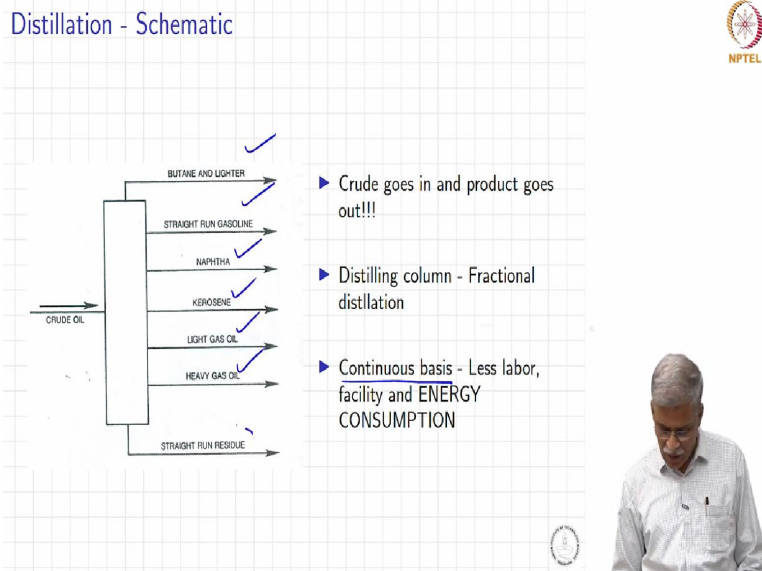 Distillation - Schematic
NPTEL
BUTANE AND LIGHTER
STRAIGHT RUN GASOLINE
NAPHTHA
KEROSENE
CRUDE OIL
LIGHT GAS OIL
HEAVY GAS OIL
STRAIGHT RUN RESIDUE
Crude goes in and product goes
out!!!
Distilling column - Fractional
distllation
Continuous basis - Less labor,
facility and ENERGY
CONSUMPTION